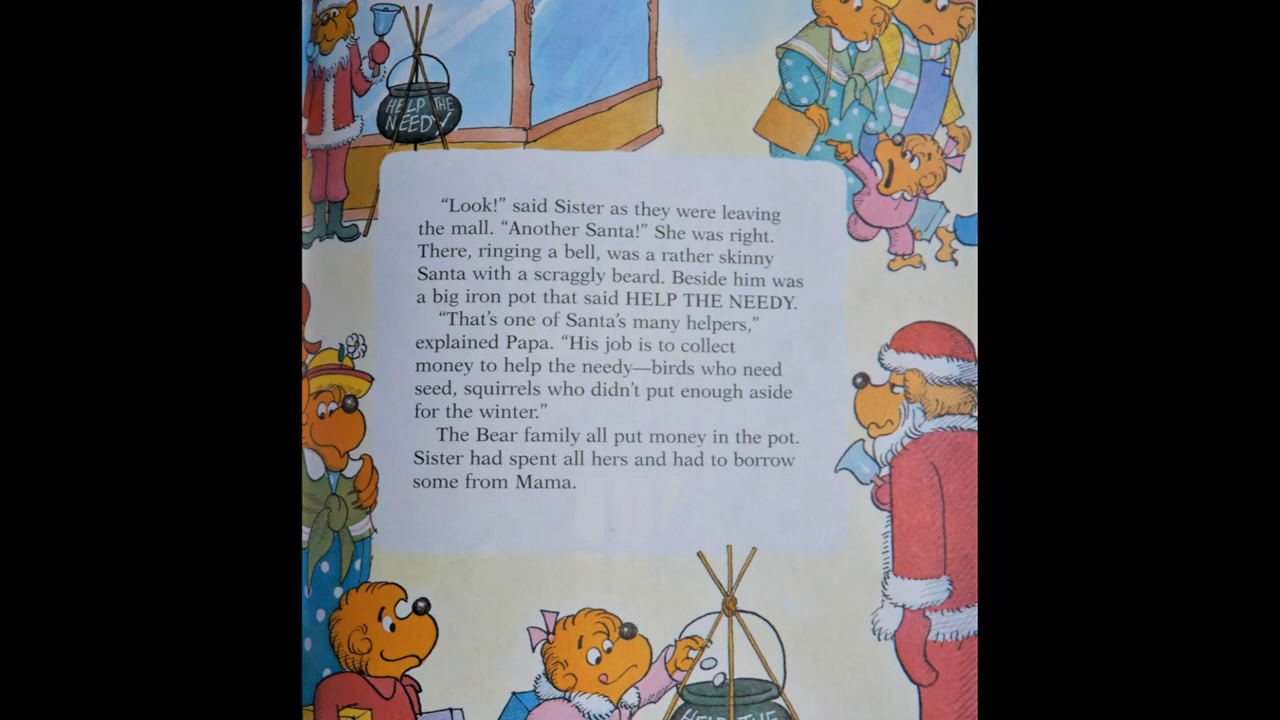 HELP THE
NEEDY
“Look!” said Sister as they were leaving
the mall. “Another Santa!” She was right.
There, ringing a bell, was a rather skinny
Santa with a scraggly beard. Beside him was
a big iron pot that said HELP THE NEEDY.
“That’s one of Santa’s many helpers,”
explained Papa. “His job is to collect
money to help the needy—birds who need
seed, squirrels who didn’t put enough aside
for the winter.”
The Bear family all put money in the pot.
Sister had spent all hers and had to borrow
some from Mama.
HELP THE